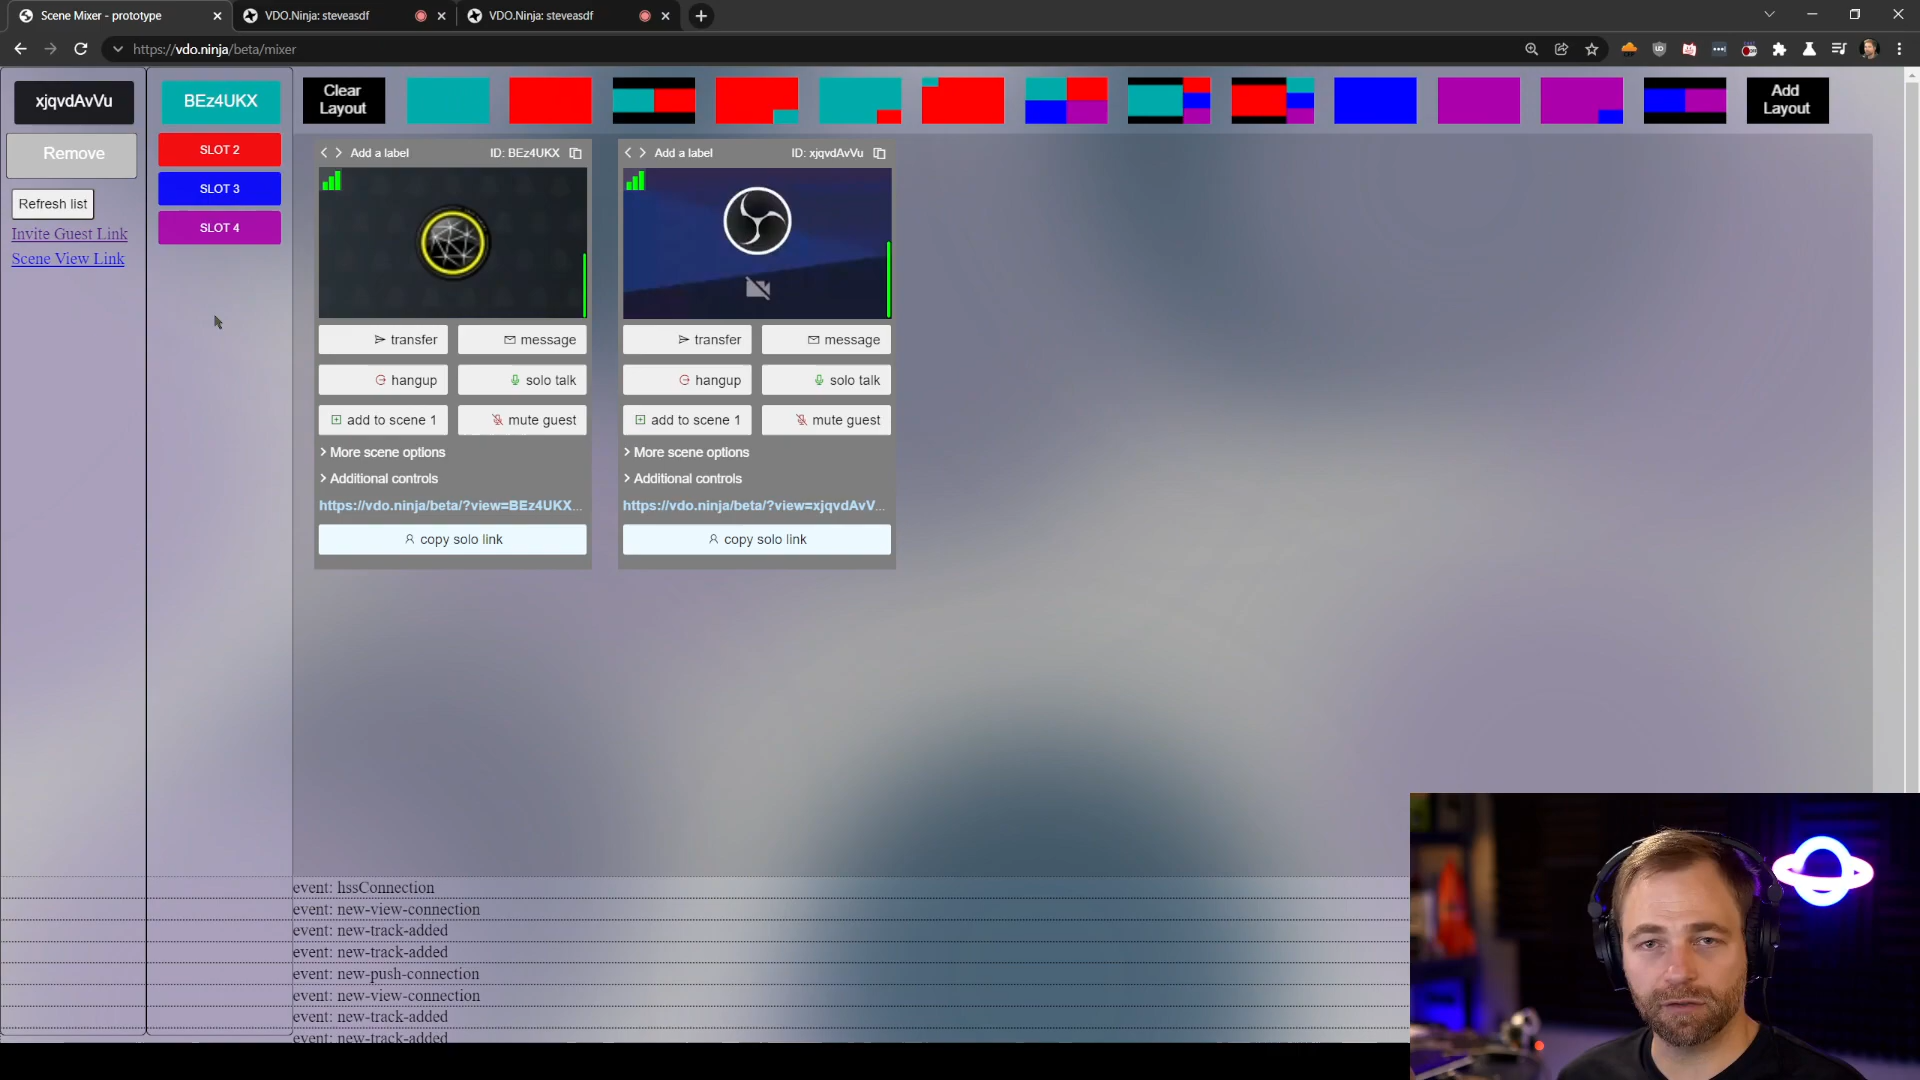 Scene Mixer - prototype
VDO.Ninja: steveasdf
VDO.Ninja: steveasdf
https://vdo.ninja/beta/mixer
xjqvdAvVu
Remove
Refresh list
Invite Guest Link
Scene View Link
BEz4UKX
SLOT 2
SLOT 3
SLOT 4
Clear
Layout
Add
Layout
Add a label
ID: BEz4UKX
transfer
message
hangup
solo talk
add to scene 1
mute guest
More scene options
Additional controls
https://vdo.ninja/beta/?view=BEz4UKX...
copy solo link
Add a label
ID: xjqvdAvVu
transfer
message
hangup
solo talk
add to scene 1
mute guest
More scene options
Additional controls
https://vdo.ninja/beta/?view=xjqvdAvV...
copy solo link
event: hssConnection
event: new-view-connection
event: new-track-added
event: new-track-added
event: new-push-connection
event: new-view-connection
event: new-track-added
event: new-track-added